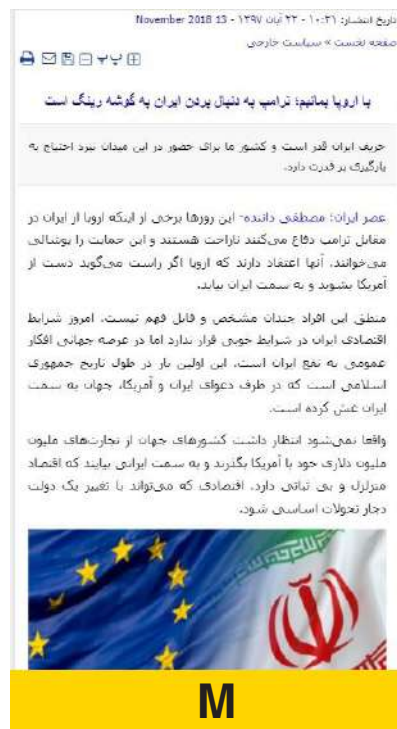 تاریخ انتشار: ۱۰:۲۱ - ۲۲ آبان ۱۳۹۷ - 13 November 2018
صفحه نخست » سیاست خارجی
با اروپا بمانیم؛ ترامپ به دنبال بردن ایران به گوشه رینگ است
حریف ایران قدر است و کشور ما برای حضور در این میدان نبرد احتیاج به
یارگیری پر قدرت دارد.
عصر ایران؛ مصطفی داننده- این روزها برخی از اینکه اروپا از ایران در
مقابل ترامپ دفاع می‌کنند ناراحت هستند و این حمایت را پوشالی
می‌خوانند. آنها اعتقاد دارند که اروپا اگر راست می‌گوید دست از
آمریکا بشوید و به سمت ایران بیاید.
منطق این افراد چندان مشخص و قابل فهم نیست. امروز شرایط
اقتصادی ایران در شرایط خوبی قرار ندارد اما در عرصه جهانی افکار
عمومی به نفع ایران است. این اولین بار در طول تاریخ جمهوری
اسلامی است که در طرف دعوای ایران و آمریکا، جهان به سمت
ایران غش کرده است.
واقعا نمی‌شود انتظار داشت کشورهای جهان از تجارت‌های ملیون
ملیون دلاری خود با آمریکا بگذرند و به سمت ایرانی بیایند که اقتصاد
متزلزل و بی ثباتی دارد. اقتصادی که می‌تواند با تغییر یک دولت
دچار تحولات اساسی شود.
M